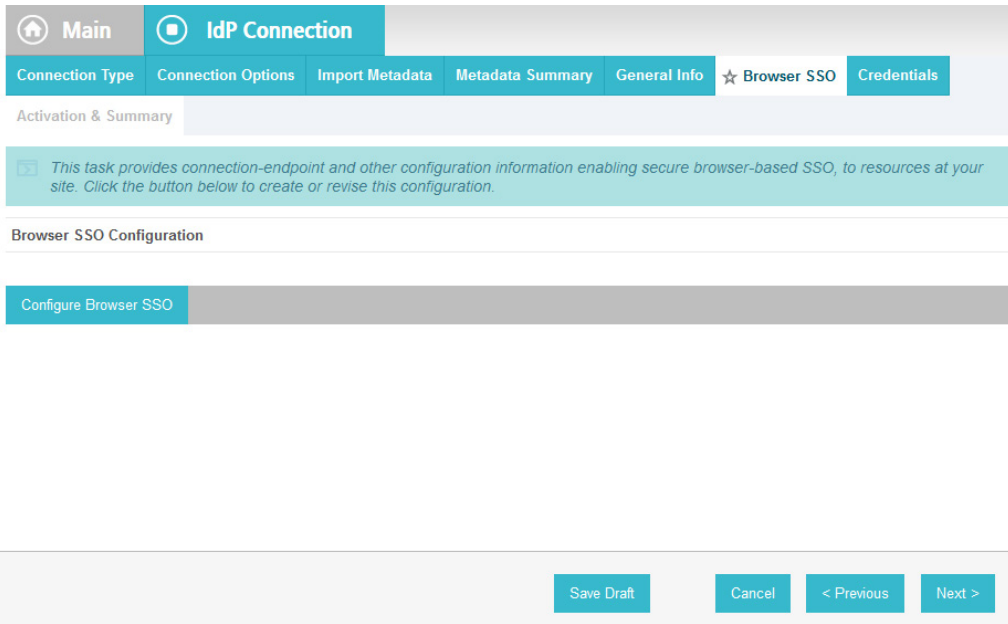 Main
IdP Connection
Connection Type
Connection Options
Import Metadata
Metadata Summary
General Info
Browser SSO
Credentials
Activation & Summary
This task provides connection-endpoint and other configuration information enabling secure browser-based SSO, to resources at your
site. Click the button below to create or revise this configuration.
Browser SSO Configuration
Configure Browser SSO
Save Draft
Cancel
< Previous
Next >